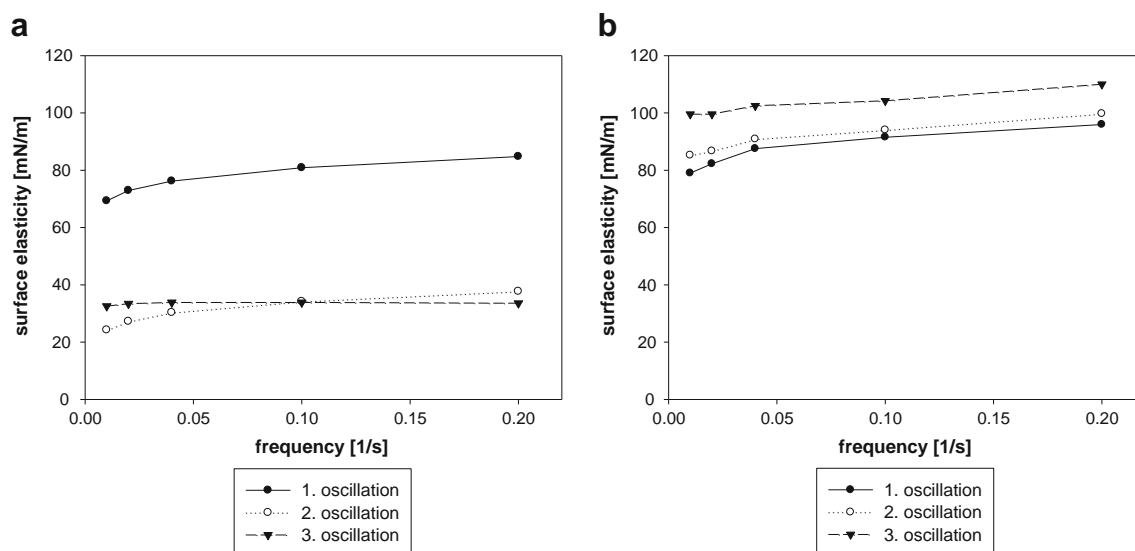 a
120
100
80
60
40
20
0
surface elasticity [mN/m]
0.00 0.05 0.10 0.15 0.20
frequency [1/s]
1. oscillation
2. oscillation
3. oscillation
b
120
100
80
60
40
20
0
surface elasticity [mN/m]
0.00 0.05 0.10 0.15 0.20
frequency [1/s]
1. oscillation
2. oscillation
3. oscillation